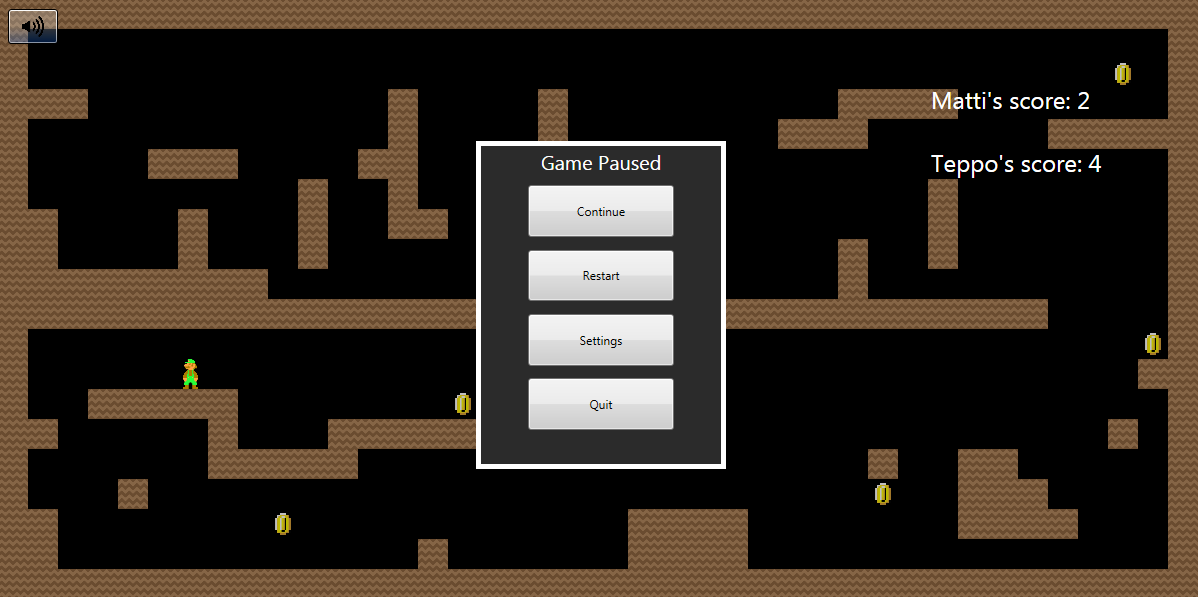 Matti's score: 2
Teppo's score: 4
Game Paused
Continue
Restart
Settings
Quit